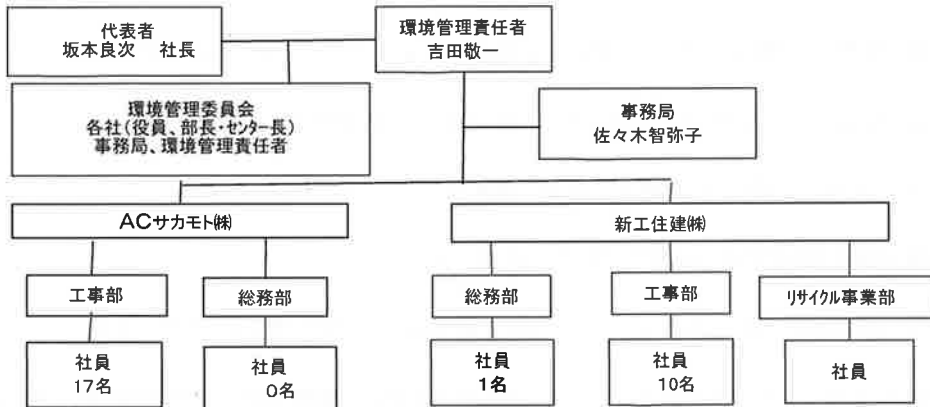 代表者
坂本良次　社長
環境管理責任者
吉田敬一
環境管理委員会
各社(役員、部長・センター長)
事務局、環境管理責任者
事務局
佐々木智弥子
ACサカモト㈱
新工住建㈱
工事部
総務部
総務部
工事部
リサイクル事業部
社員
17名
社員
0名
社員
1名
社員
10名
社員